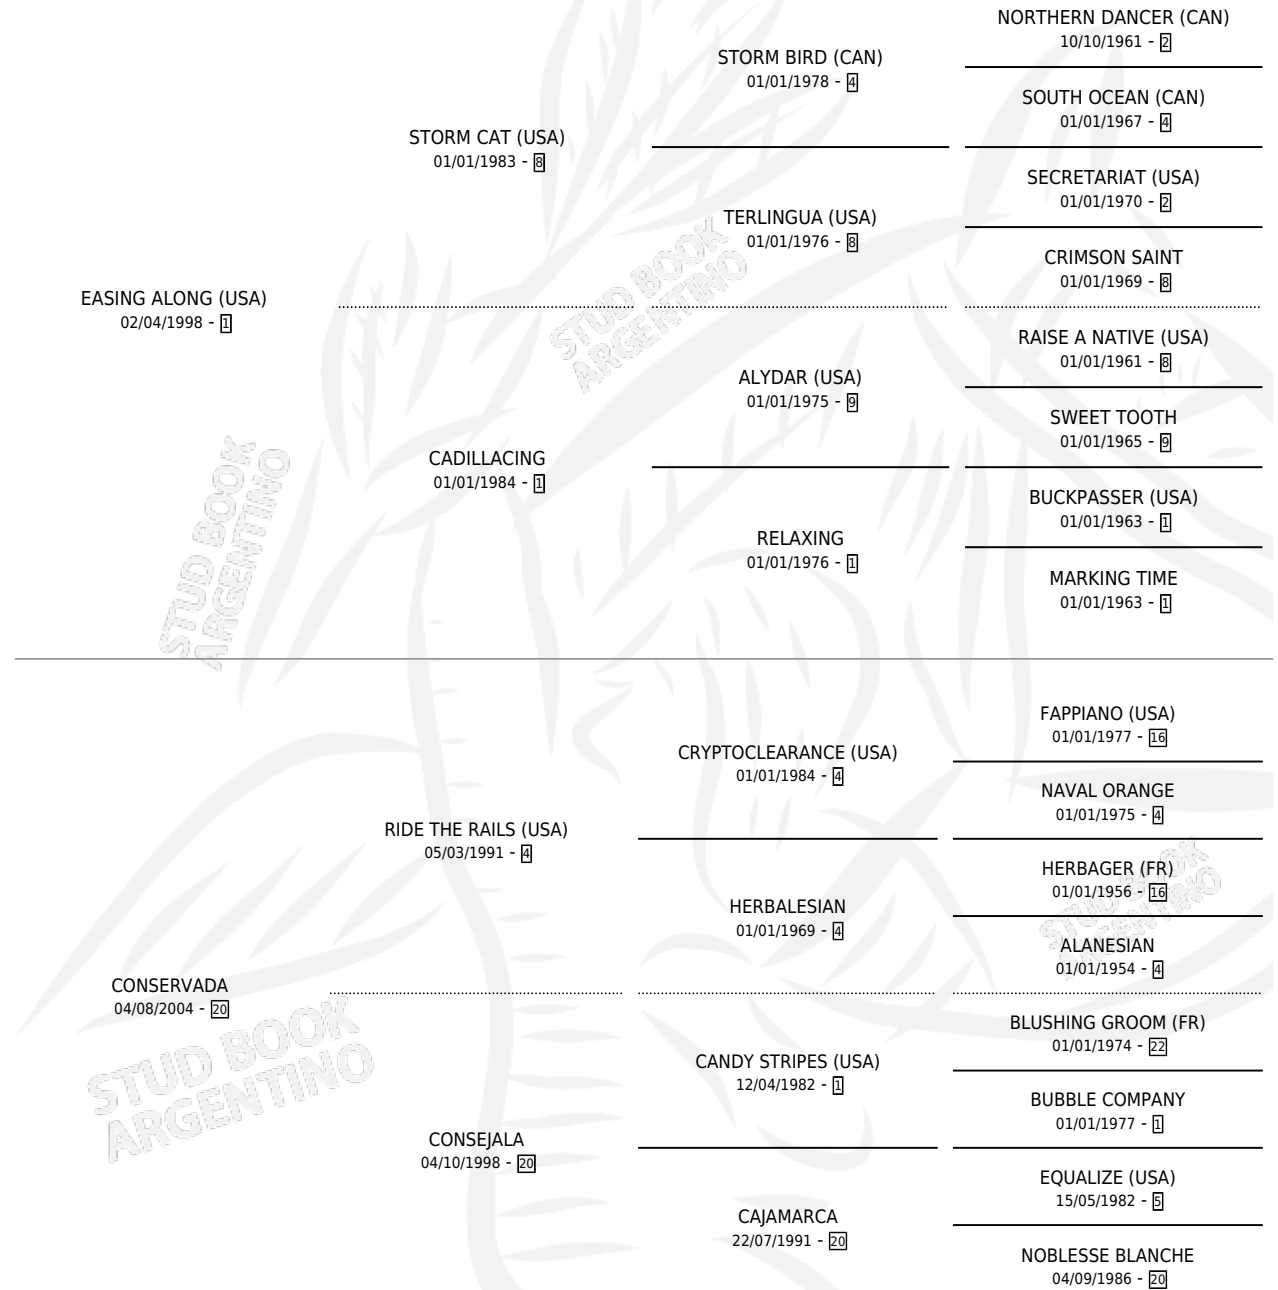 NORTHERN DANCER (CAN)
10/10/1961 - 2
STORM BIRD (CAN)
01/01/1978 - 4
SOUTH OCEAN (CAN)
01/01/1967 - 4
STORM CAT (USA)
01/01/1983 - 8
SECRETARIAT (USA)
01/01/1970 - 2
TERLINGUA (USA)
01/01/1976 - 8
CRIMSON SAINT
01/01/1969 - 8
EASING ALONG (USA)
02/04/1998 - 1
RAISE A NATIVE (USA)
01/01/1961 - 8
ALYDAR (USA)
01/01/1975 - 9
SWEET TOOTH
01/01/1965 - 9
CADILLACING
01/01/1984 - 1
BUCKPASSER (USA)
01/01/1963 - 1
RELAXING
01/01/1976 - 1
MARKING TIME
01/01/1963 - 1
FAPPIANO (USA)
01/01/1977 - 16
CRYPTOCLEARANCE (USA)
01/01/1984 - 4
NAVAL ORANGE
01/01/1975 - 4
RIDE THE RAILS (USA)
05/03/1991 - 4
HERBAGER (FR)
01/01/1956 - 16
HERBALESIAN
01/01/1969 - 4
ALANESIAN
01/01/1954 - 4
CONSERVADA
04/08/2004 - 20
BLUSHING GROOM (FR)
01/01/1974 - 22
CANDY STRIPES (USA)
12/04/1982 - 1
BUBBLE COMPANY
01/01/1977 - 1
CONSEJALA
04/10/1998 - 20
EQUALIZE (USA)
15/05/1982 - 5
CAJAMARCA
22/07/1991 - 20
NOBLESSE BLANCHE
04/09/1986 - 20
STUD BOOK
ARGENTINO
STUD BOOK
ARGENTINO
STUD BOOK
ARGENTINO
STUD BOOK
ARGENTINO